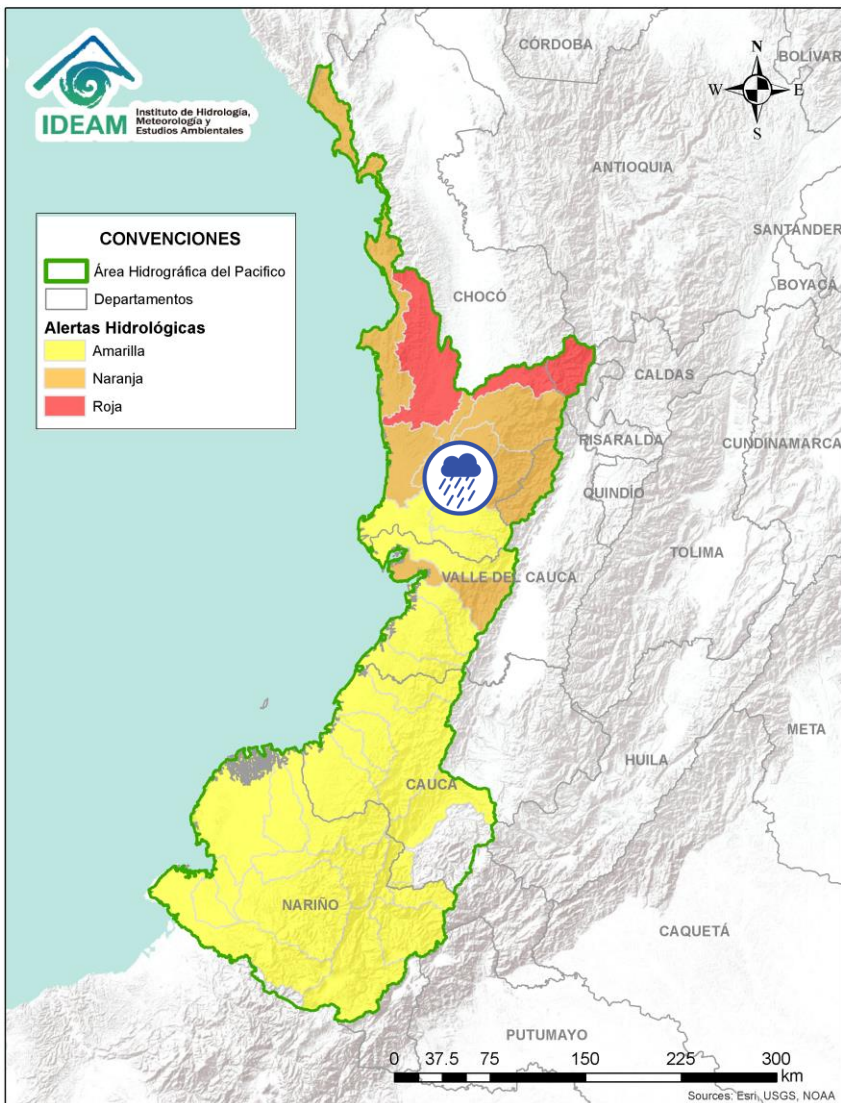 IDEAM
Instituto de Hidrología,
Meteorología y
Estudios Ambientales
CÓRDOBA
BOLÍVAR
N
W
E
S
ANTIOQUIA
SANTANDER
BOYACÁ
CONVENCIONES
Área Hidrográfica del Pacifico
Departamentos
Alertas Hidrológicas
Amarilla
Naranja
Roja
CHOCÓ
CALDAS
RISARALDA
CUNDINAMARCA
QUINDÍO
TOLIMA
VALLE DEL CAUCA
META
HUILA
CAUCA
NARIÑO
CAQUETÁ
PUTUMAYO
0 37.5 75 150 225 300
km
Sources: Esri, USGS, NOAA